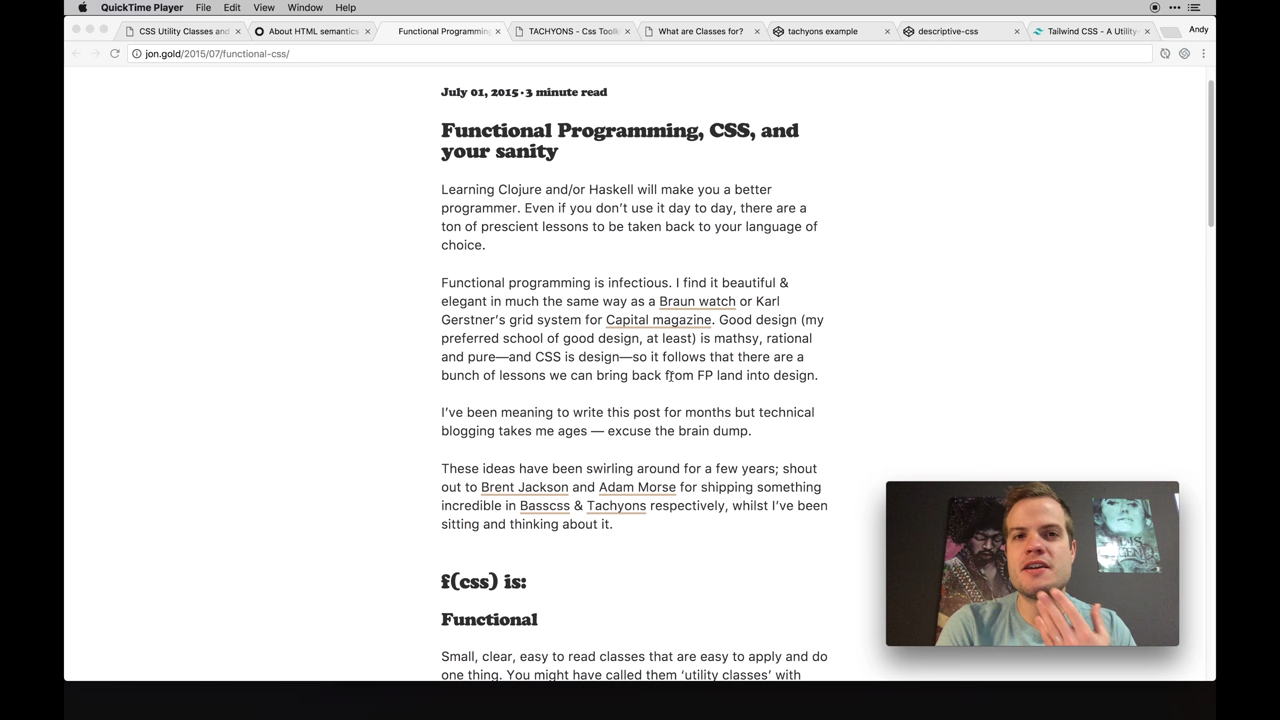 QuickTime Player File Edit View Window Help
CSS Utility Classes and
About HTML semantics
Functional Programming
TACHYONS - Css Toolk
What are Classes for?
tachyons example
descriptive-css
Tailwind CSS - A Utility
Andy
jon.gold/2015/07/functional-css/
July 01, 2015 · 3 minute read
Functional Programming, CSS, and
your sanity
Learning Clojure and/or Haskell will make you a better
programmer. Even if you don’t use it day to day, there are a
ton of prescient lessons to be taken back to your language of
choice.
Functional programming is infectious. I find it beautiful &
elegant in much the same way as a Braun watch or Karl
Gerstner’s grid system for Capital magazine. Good design (my
preferred school of good design, at least) is mathsy, rational
and pure—and CSS is design—so it follows that there are a
bunch of lessons we can bring back from FP land into design.
I’ve been meaning to write this post for months but technical
blogging takes me ages — excuse the brain dump.
These ideas have been swirling around for a few years; shout
out to Brent Jackson and Adam Morse for shipping something
incredible in Basscss & Tachyons respectively, whilst I’ve been
sitting and thinking about it.
f(css) is:
Functional
Small, clear, easy to read classes that are easy to apply and do
one thing. You might have called them ‘utility classes’ with